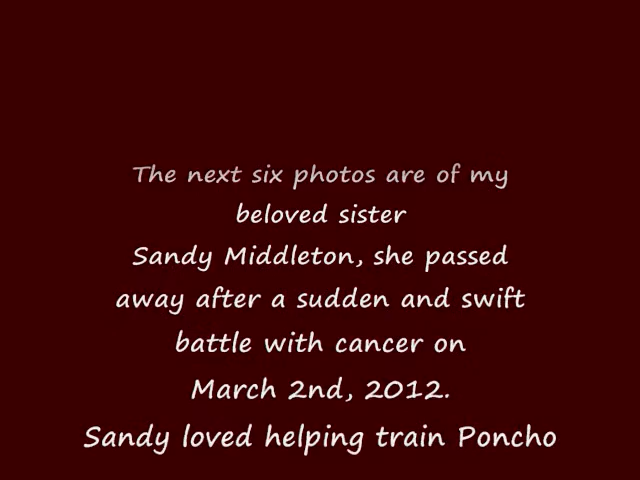 The next six photos are of my
beloved sister
Sandy Middleton, she passed
away after a sudden and swift
battle with cancer on
March 2nd, 2012.
Sandy loved helping train Poncho